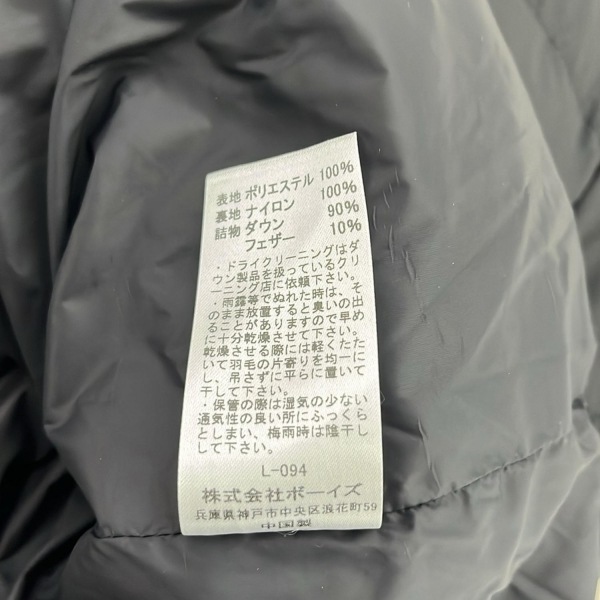 表地 ポリエステル 100%
裏地 ナイロン 100%
詰物 ダウン 90%
フェザー 10%
・ドライクリーニングはダ
ウン製品を扱っているクリ
ーニング店に依頼下さい。
・雨露等でぬれた時は、そ
のまま放置すると臭いの出
ることがありますので早め
に十分乾燥させて下さい。
乾燥させる際には軽くたた
いて羽毛の片寄りを均一に
し、吊さずに平らに置いて
干して下さい。
・保管の際は湿気の少ない
通気性の良い所にふっくら
としまい、梅雨時は陰干し
して下さい。
L-094
株式会社ボーイズ
兵庫県神戸市中央区浪花町59
中国製